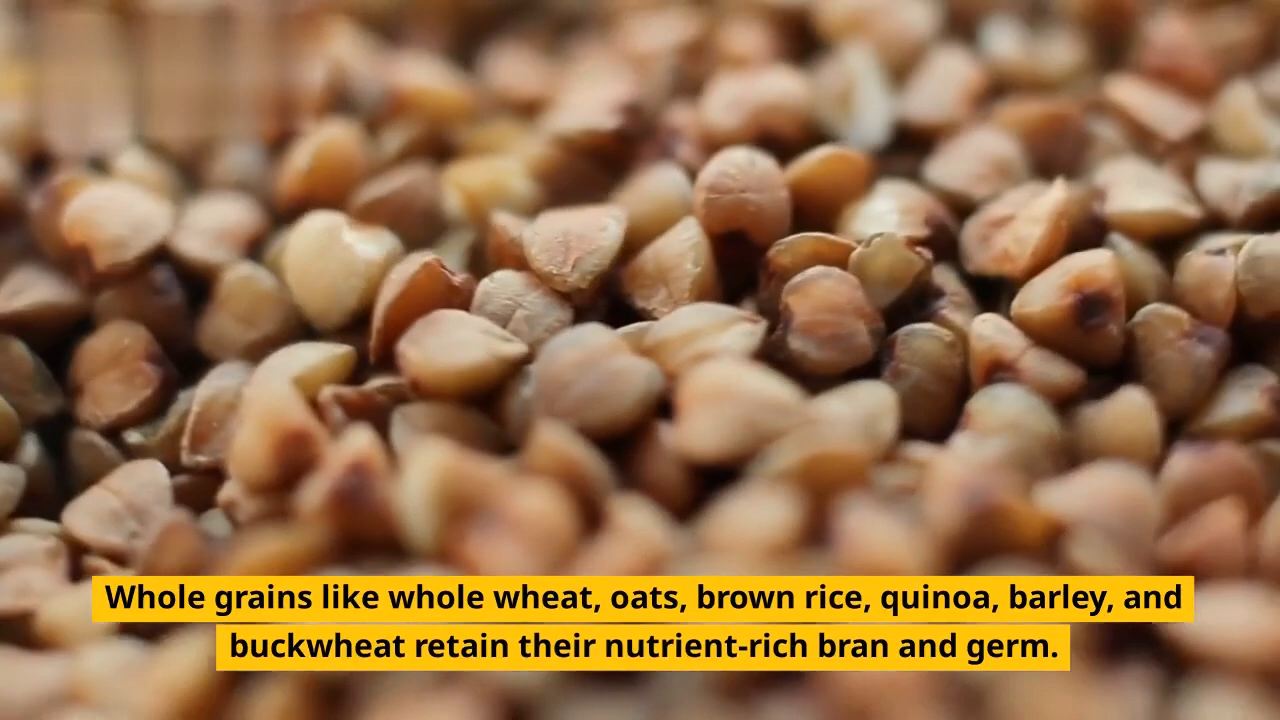 Whole grains like whole wheat, oats, brown rice, quinoa, barley, and
buckwheat retain their nutrient-rich bran and germ.